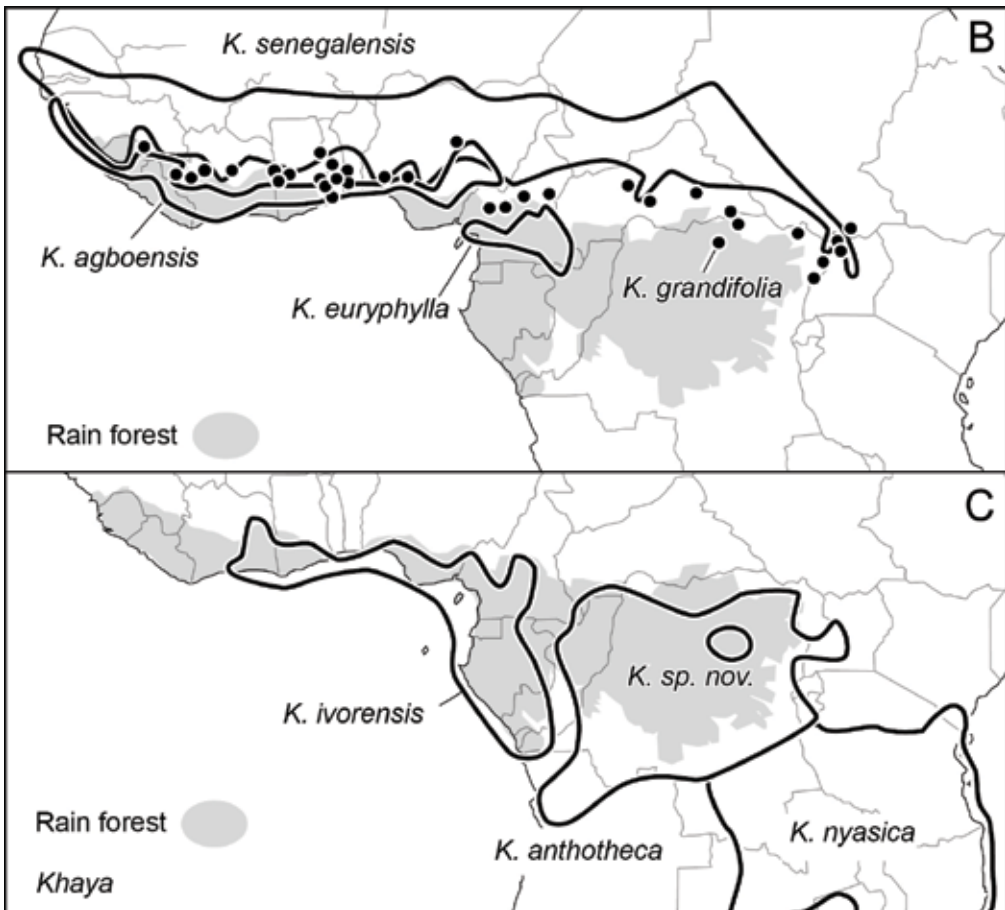 K. senegalensis
B
K. agboensis
K. euryphylla
K. grandifolia
Rain forest
C
K. sp. nov.
K. ivorensis
Rain forest
K. anthotheca
K. nyasica
Khaya